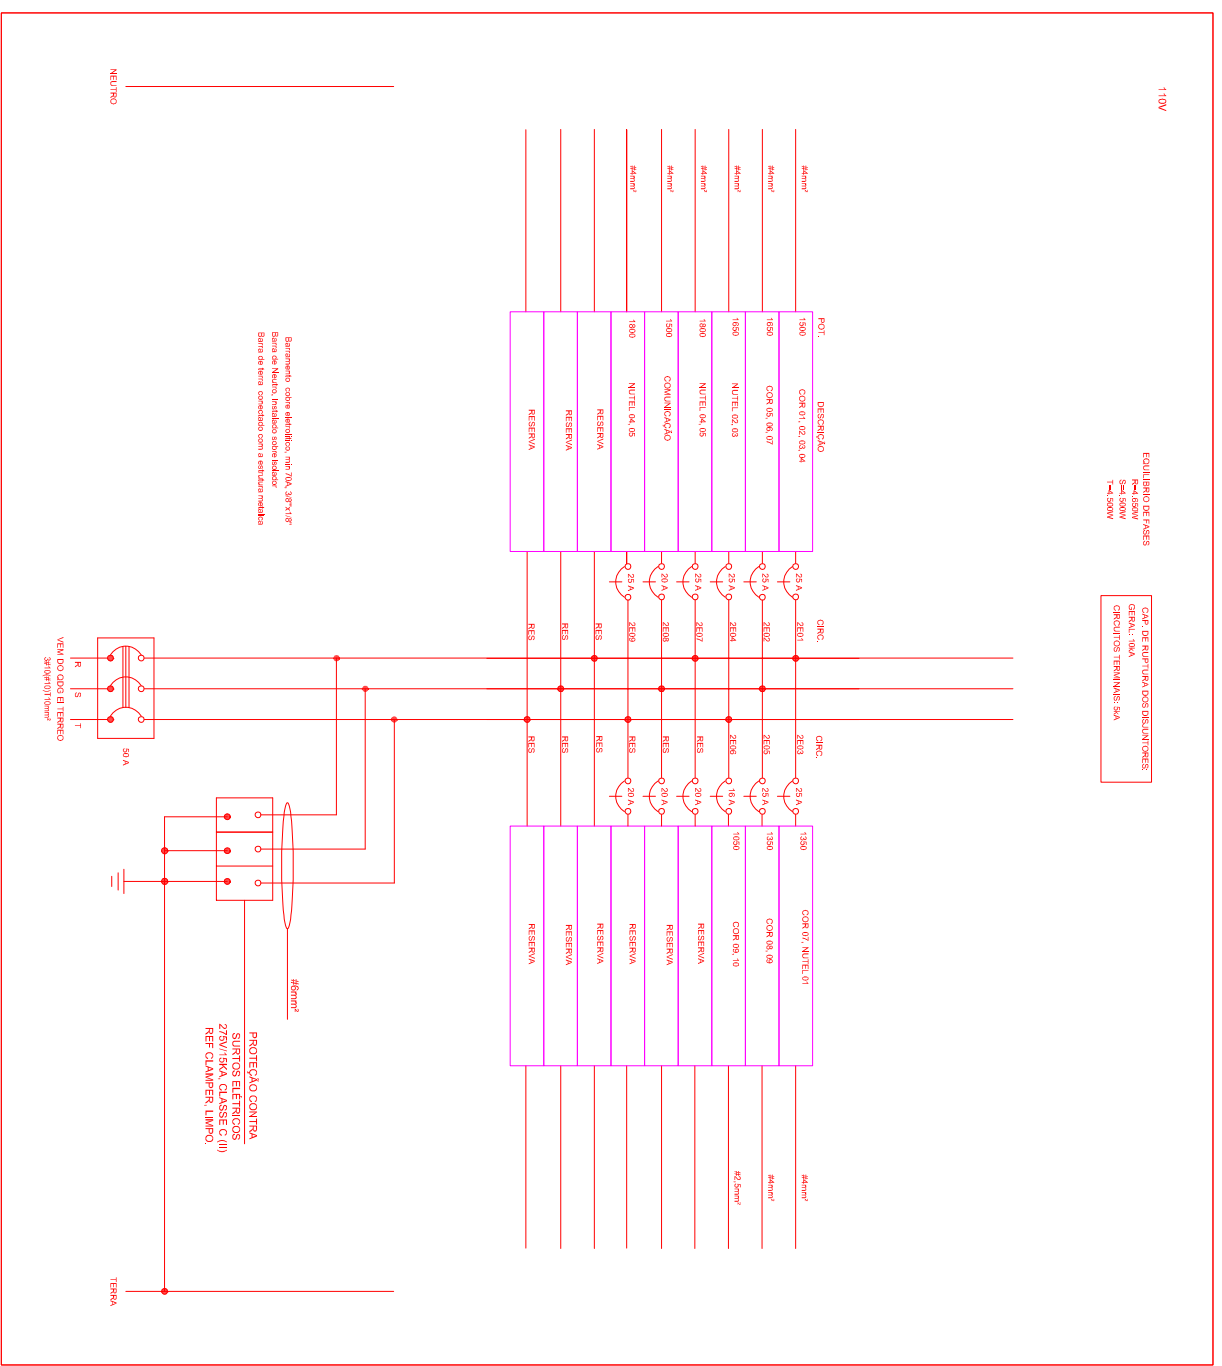 110V
EQUILIBRIO DE FASES
R=4.650W
S=4.500W
T=4.500W
CAP. DE RUPTURA DOS DISJUNTORES:
GERAL: 10kA
CIRCUITOS TERMINAIS: 5kA
POT.
DESCRIÇÃO
CIRC.
CIRC.
#4mm²
1500
COR 01, 02, 03, 04
25 A
2E01
2E03
25 A
1350
COR 07, NUTEL 01
#4mm²
#4mm²
1650
COR 05, 06, 07
25 A
2E02
2E05
25 A
1350
COR 08, 09
#4mm²
#4mm²
1650
NUTEL 02, 03
25 A
2E04
2E06
16 A
1050
COR 09, 10
#2,5mm²
#4mm²
1800
NUTEL 04, 05
25 A
2E07
RES
20 A
RESERVA
#4mm²
1500
COMUNICAÇÃO
20 A
2E08
RES
20 A
RESERVA
#4mm²
1800
NUTEL 04, 05
25 A
2E09
RES
20 A
RESERVA
RESERVA
RES
RES
RESERVA
RESERVA
RES
RES
RESERVA
RESERVA
RES
RES
RESERVA
Barramento cobre eletrolítico, min 70A, 3/8"x1/8"
Barra de Neutro, Instalado sobre Isolador
Barra de terra conectado com a estrutura metalica
#6mm²
PROTEÇÃO CONTRA
SURTOS ELÉTRICOS
275V/15KA, CLASSE C (II)
REF CLAMPER, LIMPO.
NEUTRO
50 A
R
S
T
VEM DO QDG EI TERREO
3#10(#10)T10mm²
TERRA